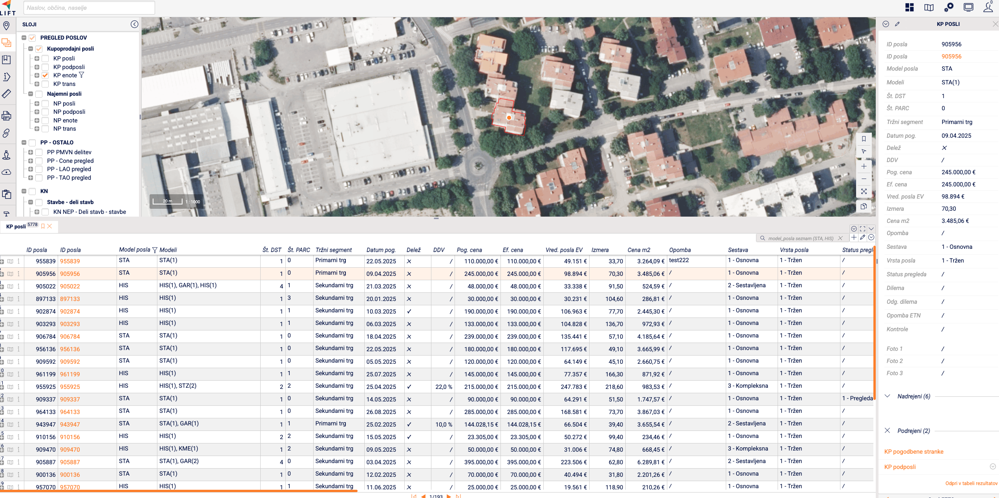 LIFT
Naslov, občina, naselje
0
SLOJI
PREGLED POSLOV
Kupoprodajni posli
KP posli
KP podposli
KP enote
KP trans
Najemni posli
NP posli
NP podposli
NP enote
NP trans
PP - OSTALO
PP PMVN delitev
PP - Cone pregled
PP - LAO pregled
PP - TAO pregled
KN
Stavbe - deli stavb
KN NEP - Deli stavb - stavbe
20 m 1 : 1000
KP posli 5778
model_posla seznam (STA, HIS)
ID posla ID posla Model posla Modeli Št. DST Št. PARC Tržni segment Datum pog. Delež DDV Pog. cena Ef. cena Vred. posla EV Izmera Cena m2 Opomba Sestava Vrsta posla Status pregle
955839 955839 STA STA(1) 1 0 Primarni trg 22.05.2025 ✕ / 110.000,00 € 110.000,00 € 49.151 € 33,70 3.264,09 € test222 1 - Osnovna 1 - Tržen /
2 905956 905956 STA STA(1) 1 0 Primarni trg 09.04.2025 ✕ / 245.000,00 € 245.000,00 € 98.894 € 70,30 3.485,06 € / 1 - Osnovna 1 - Tržen /
3 905022 905022 HIS HIS(1), GAR(1), HIS(1) 4 1 Sekundarni trg 21.03.2025 ✕ / 48.000,00 € 48.000,00 € 33.338 € 91,50 524,59 € / 2 - Sestavljena 1 - Tržen /
4 897133 897133 HIS HIS(1) 1 3 Sekundarni trg 20.01.2025 ✕ / 30.000,00 € 30.000,00 € 30.231 € 104,60 286,81 € / 1 - Osnovna 1 - Tržen /
5 902874 902874 HIS HIS(1) 1 1 Sekundarni trg 10.03.2025 ✓ / 190.000,00 € 190.000,00 € 106.963 € 77,70 2.445,30 € / 1 - Osnovna 1 - Tržen /
6 903293 903293 HIS HIS(1) 1 1 Sekundarni trg 06.03.2025 ✕ / 133.000,00 € 133.000,00 € 104.828 € 136,70 972,93 € / 1 - Osnovna 1 - Tržen /
7 906784 906784 STA STA(1) 1 0 Sekundarni trg 18.04.2025 ✕ / 239.000,00 € 239.000,00 € 135.441 € 57,10 4.185,64 € / 1 - Osnovna 1 - Tržen /
8 956136 956136 STA STA(1) 1 0 Sekundarni trg 22.05.2025 ✕ / 180.000,00 € 180.000,00 € 117.695 € 49,10 3.665,99 € / 1 - Osnovna 1 - Tržen /
9 909592 909592 STA STA(1) 1 0 Sekundarni trg 05.05.2025 ✕ / 120.000,00 € 120.000,00 € 64.149 € 45,10 2.660,75 € / 1 - Osnovna 1 - Tržen /
10 961199 961199 HIS HIS(1) 1 1 Sekundarni trg 25.07.2025 ✕ / 145.000,00 € 145.000,00 € 77.357 € 166,30 871,92 € / 1 - Osnovna 1 - Tržen /
11 955925 955925 HIS HIS(1), STZ(2) 2 2 Sekundarni trg 25.04.2025 ✓ 22,0 % 215.000,00 € 215.000,00 € 247.783 € 218,60 983,53 € / 3 - Kompleksna 1 - Tržen /
12 909337 909337 STA STA(1) 1 0 Sekundarni trg 14.05.2025 ✕ / 90.000,00 € 90.000,00 € 64.291 € 51,50 1.747,57 € / 1 - Osnovna 1 - Tržen 1 - Pregleda
13 964133 964133 STA STA(1) 1 0 Sekundarni trg 26.08.2025 ✕ / 285.000,00 € 285.000,00 € 168.581 € 73,70 3.867,03 € / 1 - Osnovna 1 - Tržen /
14 943947 943947 STA STA(1), GAR(1) 1 1 Primarni trg 25.02.2025 ✓ 10,0 % 144.028,15 € 144.028,15 € 66.504 € 39,40 3.655,54 € / 2 - Sestavljena 1 - Tržen /
15 910156 910156 HIS HIS(1) 2 2 Sekundarni trg 15.05.2025 ✓ / 23.305,00 € 23.305,00 € 50.272 € 99,40 234,46 € / 1 - Osnovna 1 - Tržen /
16 909470 909470 HIS HIS(1), KME(1) 1 2 Sekundarni trg 09.05.2025 ✕ / 50.000,00 € 50.000,00 € 31.006 € 74,80 668,45 € / 3 - Kompleksna 1 - Tržen /
17 905887 905887 STA STA(1), GAR(2) 4 0 Sekundarni trg 03.04.2025 ✕ / 395.000,00 € 395.000,00 € 223.506 € 62,80 6.289,81 € / 2 - Sestavljena 1 - Tržen /
18 900136 900136 STA STA(1) 1 0 Sekundarni trg 12.02.2025 ✕ / 70.000,00 € 70.000,00 € 40.494 € 31,80 2.201,26 € / 1 - Osnovna 1 - Tržen /
19 957070 957070 HIS HIS(1) 1 1 Sekundarni trg 11.06.2025 ✕ / 25.000,00 € 25.000,00 € 19.561 € 118,90 210,26 € / 1 - Osnovna 1 - Tržen /
1/193
KP POSLI
ID posla 905956
ID posla 905956
Model posla STA
Modeli STA(1)
Št. DST 1
Št. PARC 0
Tržni segment Primarni trg
Datum pog. 09.04.2025
Delež ✕
DDV /
Pog. cena 245.000,00 €
Ef. cena 245.000,00 €
Vred. posla EV 98.894 €
Izmera 70,30
Cena m2 3.485,06 €
Opomba /
Sestava 1 - Osnovna
Vrsta posla 1 - Tržen
Status pregleda /
Dilema /
Odg. dilema /
Opomba ETN /
Kontrole /
Foto 1 /
Foto 2 /
Foto 3 /
Nadrejeni (6)
Podrejeni (2)
KP pogodbene stranke
KP podposli
Odpri v tabeli rezultatov